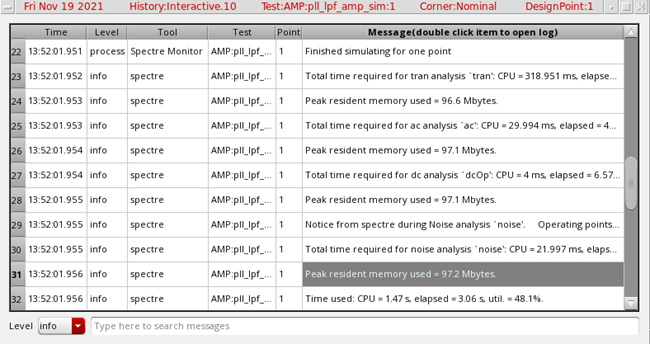 Fri Nov 19 2021 History:Interactive.10 Test:AMP:pll_lpf_amp_sim:1 Corner:Nominal DesignPoint:1
Time Level Tool Test Point Message(double click item to open log)
22 13:52:01.951 process Spectre Monitor AMP:pll_lpf_... 1 Finished simulating for one point
23 13:52:01.952 info spectre AMP:pll_lpf_... 1 Total time required for tran analysis `tran': CPU = 318.951 ms, elapse...
24 13:52:01.953 info spectre AMP:pll_lpf_... 1 Peak resident memory used = 96.6 Mbytes.
25 13:52:01.953 info spectre AMP:pll_lpf_... 1 Total time required for ac analysis `ac': CPU = 29.994 ms, elapsed = 4...
26 13:52:01.954 info spectre AMP:pll_lpf_... 1 Peak resident memory used = 97.1 Mbytes.
27 13:52:01.954 info spectre AMP:pll_lpf_... 1 Total time required for dc analysis `dcOp': CPU = 4 ms, elapsed = 6.57...
28 13:52:01.955 info spectre AMP:pll_lpf_... 1 Peak resident memory used = 97.1 Mbytes.
29 13:52:01.955 info spectre AMP:pll_lpf_... 1 Notice from spectre during Noise analysis `noise'. Operating points...
30 13:52:01.955 info spectre AMP:pll_lpf_... 1 Total time required for noise analysis `noise': CPU = 21.997 ms, elaps...
31 13:52:01.956 info spectre AMP:pll_lpf_... 1 Peak resident memory used = 97.2 Mbytes.
32 13:52:01.956 info spectre AMP:pll_lpf_... 1 Time used: CPU = 1.47 s, elapsed = 3.06 s, util. = 48.1%.
Level info Type here to search messages